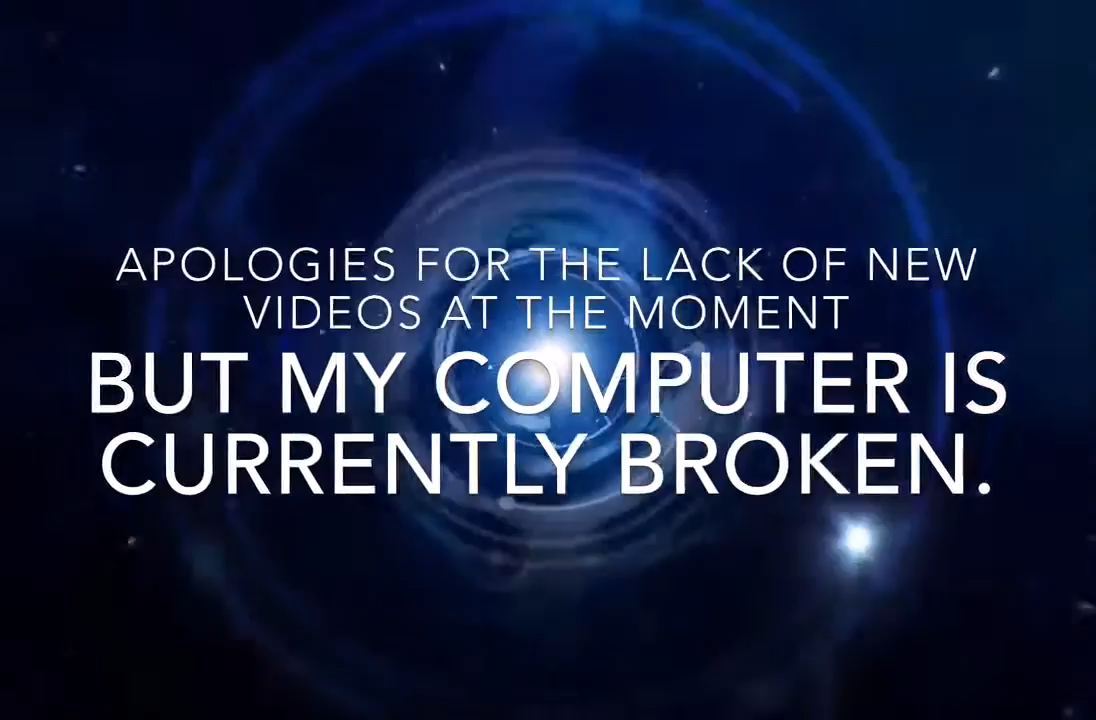 APOLOGIES FOR THE LACK OF NEW
VIDEOS AT THE MOMENT
BUT MY COMPUTER IS
CURRENTLY BROKEN.